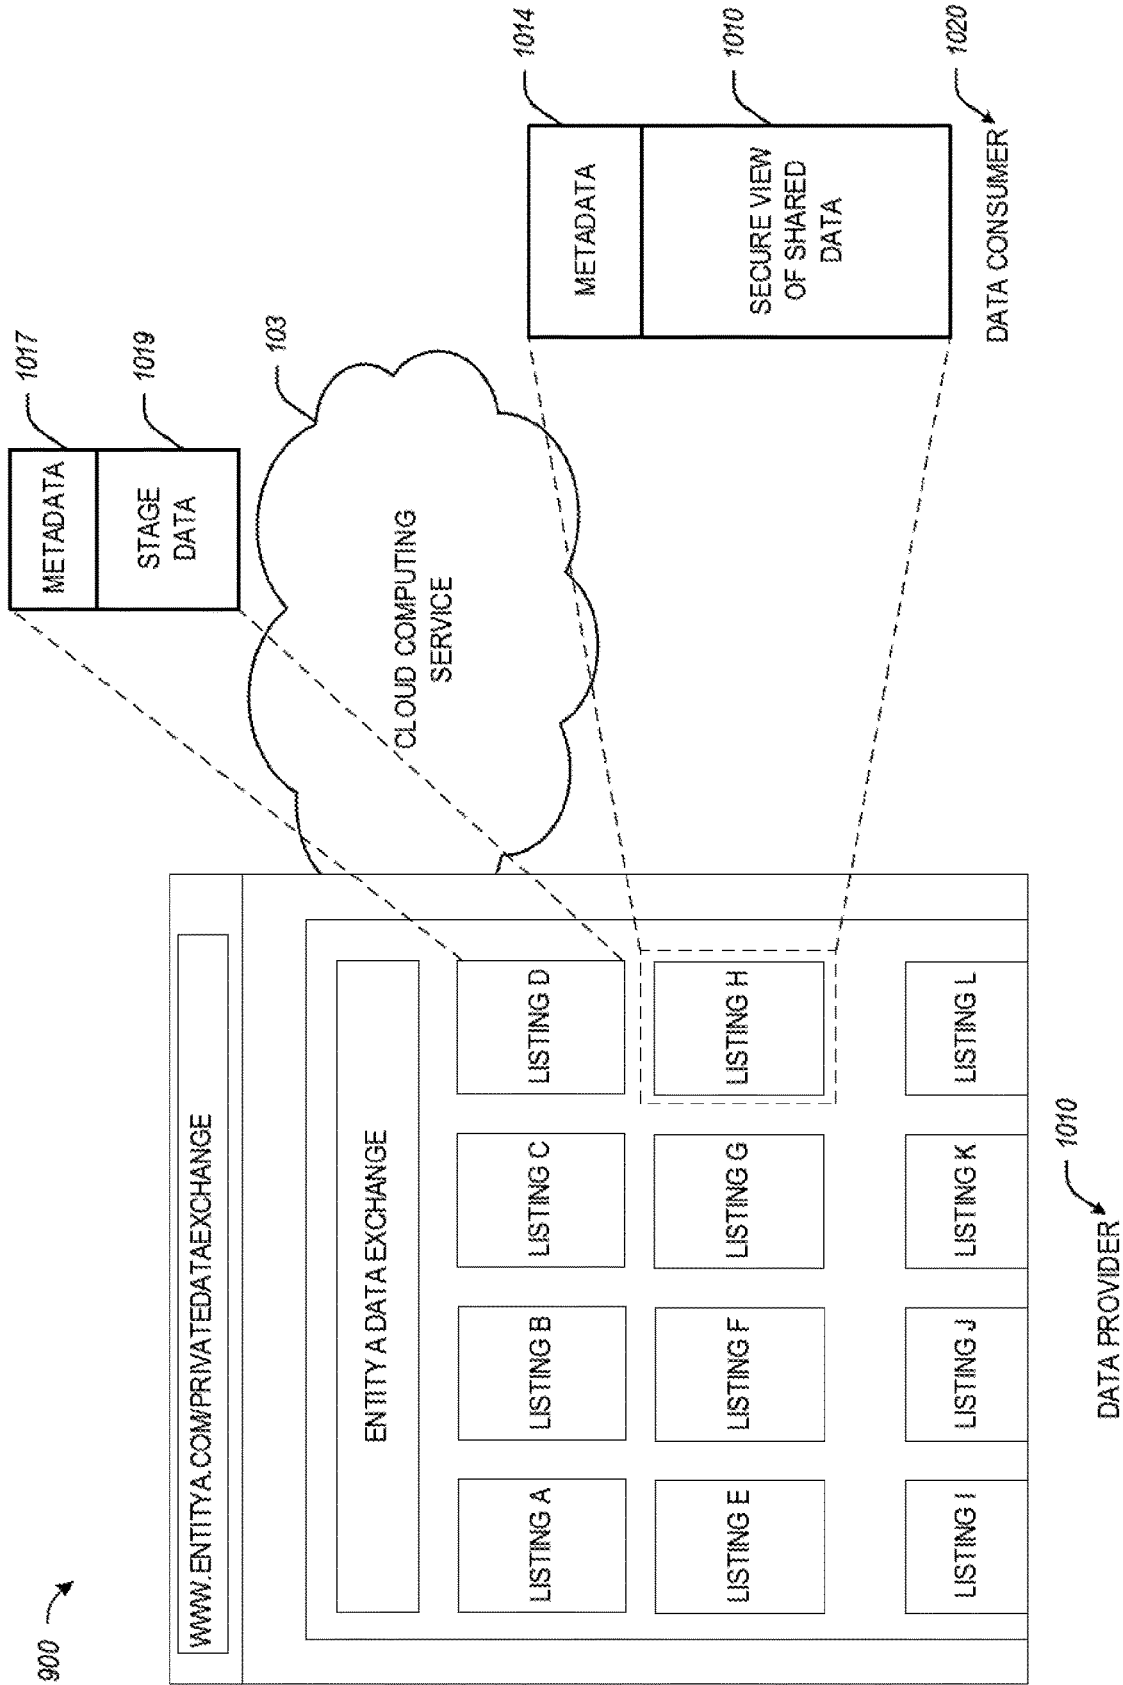 900
WWW.ENTITYA.COM/PRIVATEDATAEXCHANGE
ENTITY A DATA EXCHANGE
LISTING A
LISTING B
LISTING C
LISTING D
LISTING E
LISTING F
LISTING G
LISTING H
LISTING I
LISTING J
LISTING K
LISTING L
DATA PROVIDER
1010
METADATA
1017
STAGE
DATA
1019
103
CLOUD COMPUTING
SERVICE
METADATA
1014
SECURE VIEW
OF SHARED
DATA
1010
DATA CONSUMER
1020